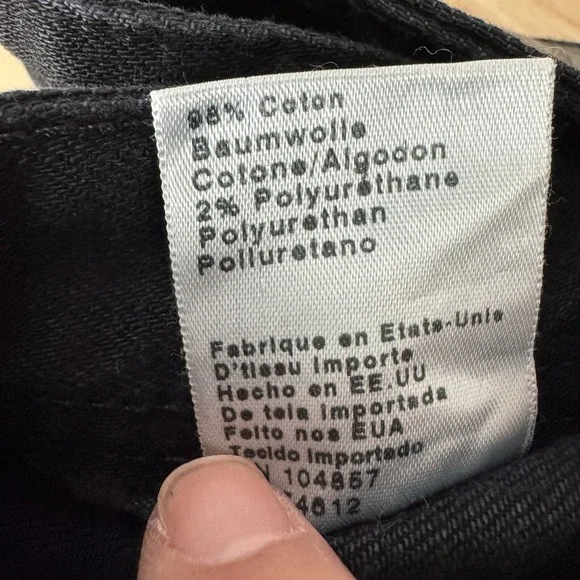 98% Coton
Baumwolle
Cotone/Algodon
2% Polyuréthane
Polyurethan
Poliuretano
Fabrique en Etats-Unis
D'tissu importe
Hecho en EE.UU
De tela importada
Feito nos EUA
Tecido importado
104857
4612